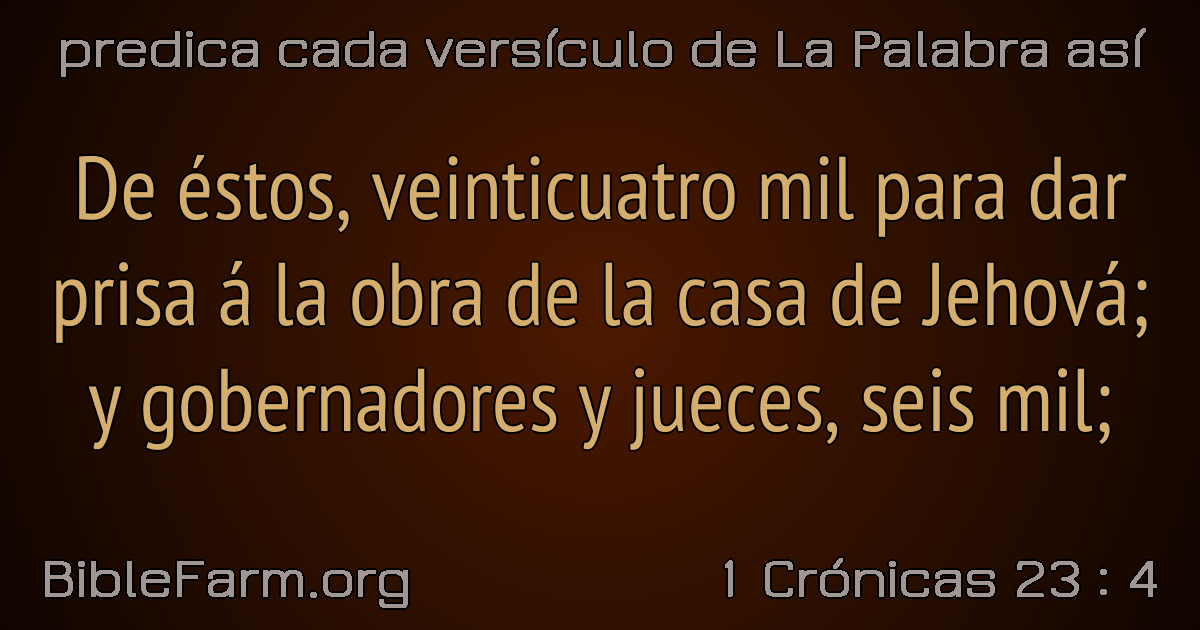 predica cada versículo de La Palabra así
De éstos, veinticuatro mil para dar
prisa á la obra de la casa de Jehová;
y gobernadores y jueces, seis mil;
BibleFarm.org
1 Crónicas 23 : 4